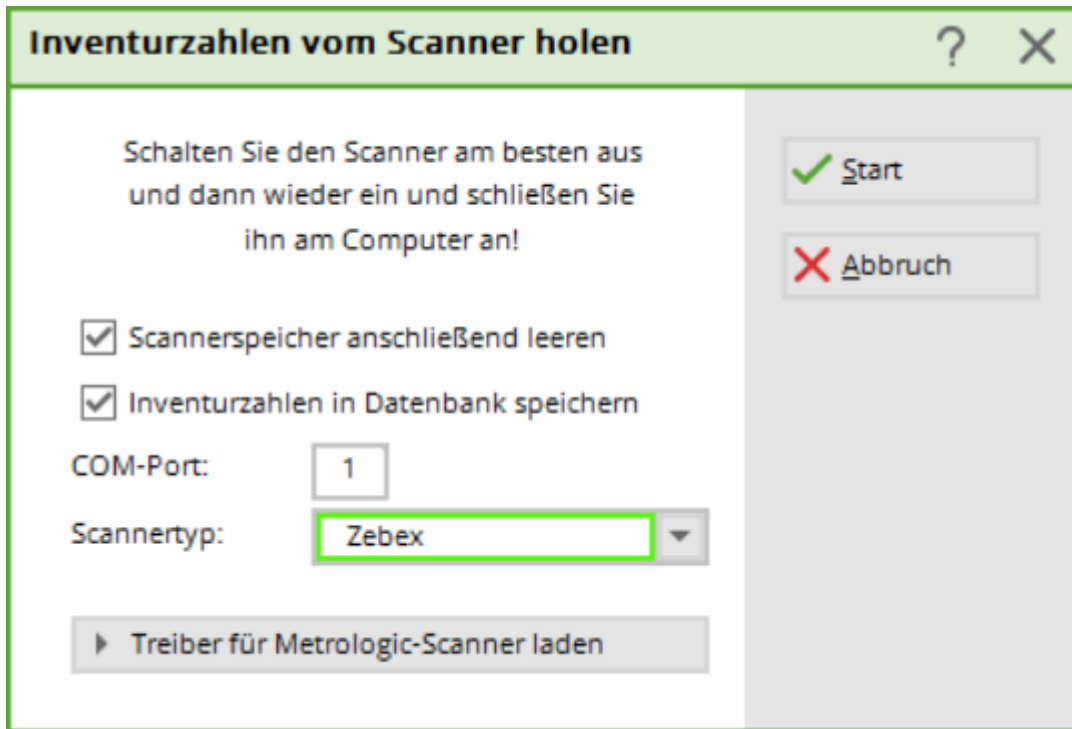 Inventurzahlen vom Scanner holen
Schalten Sie den Scanner am besten aus
und dann wieder ein und schließen Sie
ihn am Computer an!
Start
Abbruch
Scannerspeicher anschließend leeren
Inventurzahlen in Datenbank speichern
COM-Port: 1
Scannertyp: Zebex
Treiber für Metrologic-Scanner laden